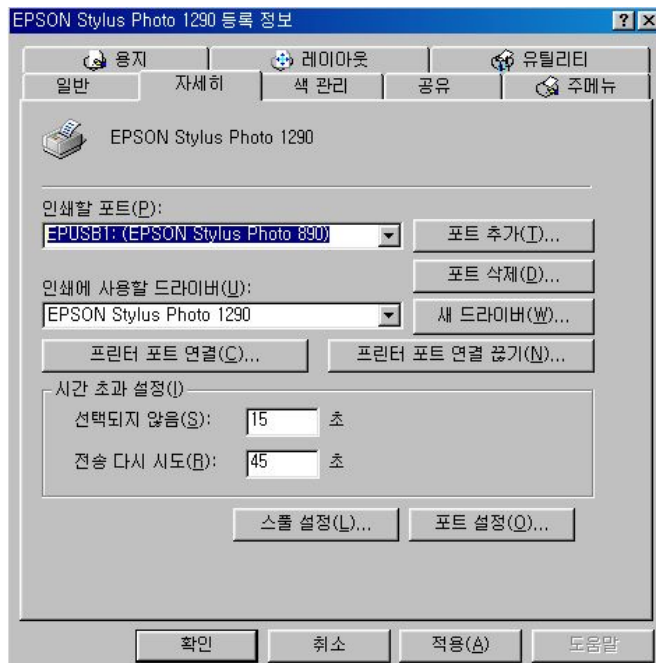 EPSON Stylus Photo 1290 등록 정보
용지 레이아웃 유틸리티
일반 자세히 색 관리 공유 주메뉴
EPSON Stylus Photo 1290
인쇄할 포트(P):
EPUSB1: (EPSON Stylus Photo 890)
포트 추가(T)...
포트 삭제(D)...
인쇄에 사용할 드라이버(U):
EPSON Stylus Photo 1290
새 드라이버(W)...
프린터 포트 연결(C)... 프린터 포트 연결 끊기(N)...
시간 초과 설정(I)
선택되지 않음(S): 15 초
전송 다시 시도(R): 45 초
스풀 설정(L)... 포트 설정(O)...
확인 취소 적용(A) 도움말